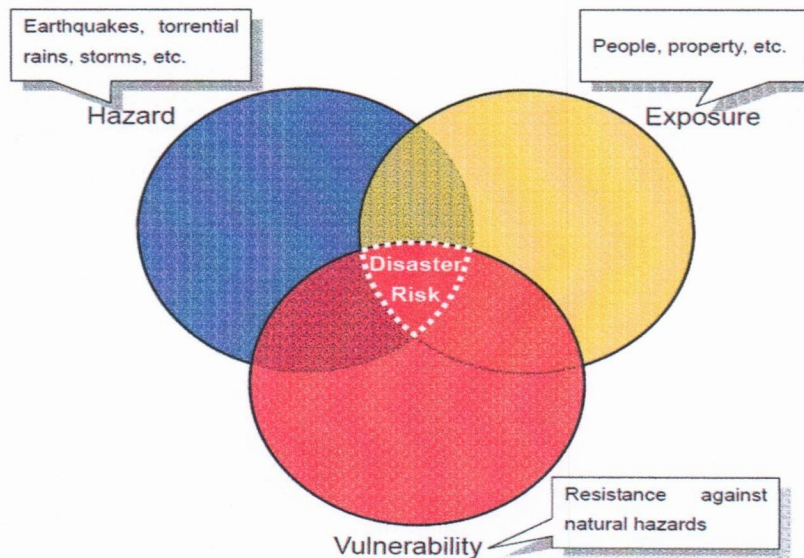 Earthquakes, torrential
rains, storms, etc.
People, property, etc.
Hazard
Exposure
Disaster
Risk
Resistance against
natural hazards
Vulnerability